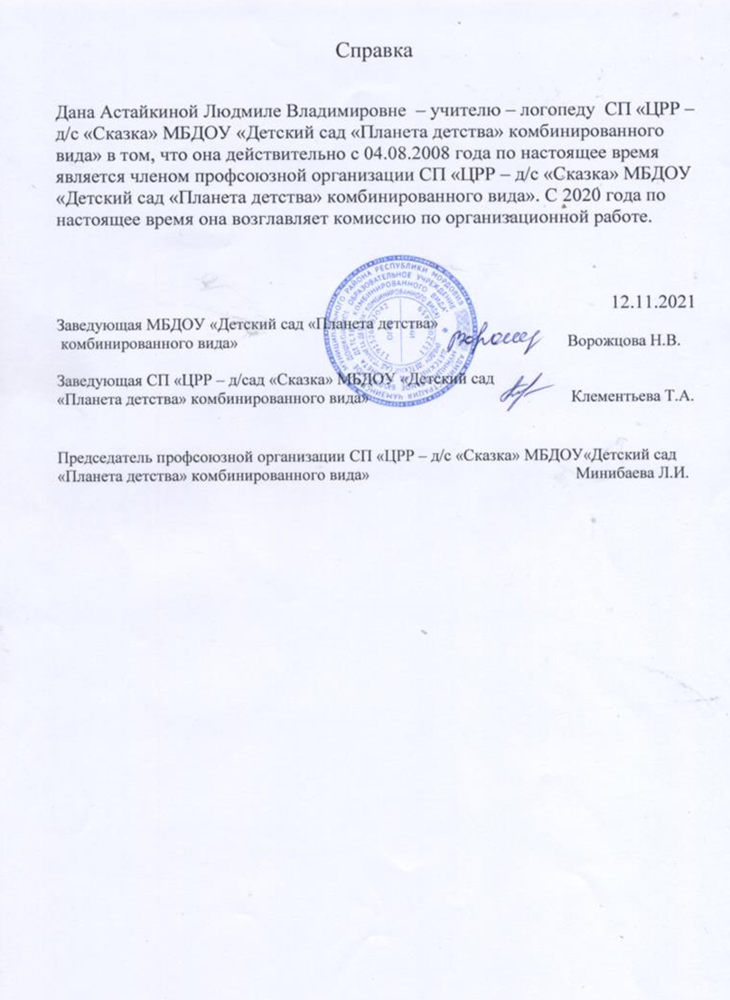 Справка
Дана Астайкиной Людмиле Владимировне – учителю – логопеду СП «ЦРР –
д/с «Сказка» МБДОУ «Детский сад «Планета детства» комбинированного
вида» в том, что она действительно с 04.08.2008 года по настоящее время
является членом профсоюзной организации СП «ЦРР – д/с «Сказка» МБДОУ
«Детский сад «Планета детства» комбинированного вида». С 2020 года по
настоящее время она возглавляет комиссию по организационной работе.
12.11.2021
Заведующая МБДОУ «Детский сад «Планета детства»
комбинированного вида» Ворожцова Н.В.
Заведующая СП «ЦРР – д/сад «Сказка» МБДОУ «Детский сад
«Планета детства» комбинированного вида» Клементьева Т.А.
Председатель профсоюзной организации СП «ЦРР – д/с «Сказка» МБДОУ«Детский сад
«Планета детства» комбинированного вида» Минибаева Л.И.